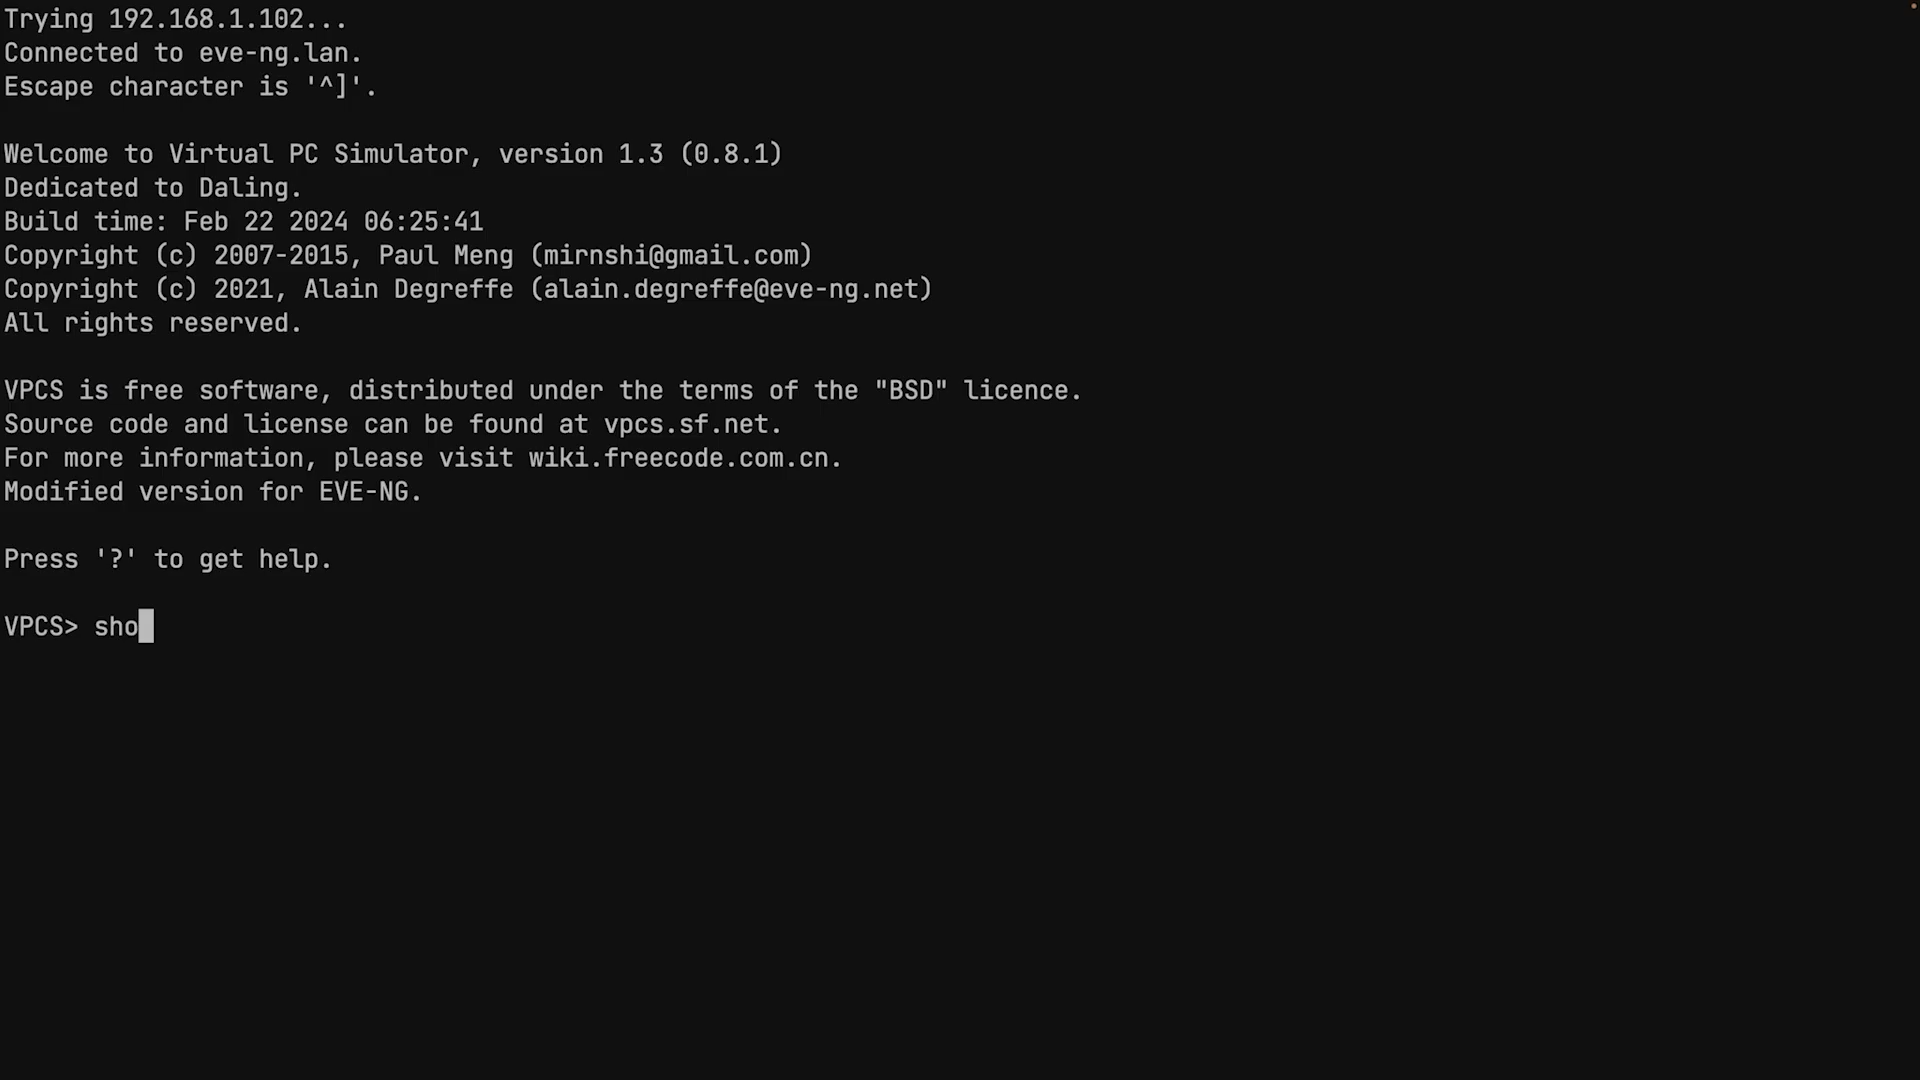 Trying 192.168.1.102...
Connected to eve-ng.lan.
Escape character is '^]'.
Welcome to Virtual PC Simulator, version 1.3 (0.8.1)
Dedicated to Daling.
Build time: Feb 22 2024 06:25:41
Copyright (c) 2007-2015, Paul Meng (mirnshi@gmail.com)
Copyright (c) 2021, Alain Degreffe (alain.degreffe@eve-ng.net)
All rights reserved.
VPCS is free software, distributed under the terms of the "BSD" licence.
Source code and license can be found at vpcs.sf.net.
For more information, please visit wiki.freecode.com.cn.
Modified version for EVE-NG.
Press '?' to get help.
VPCS> sho